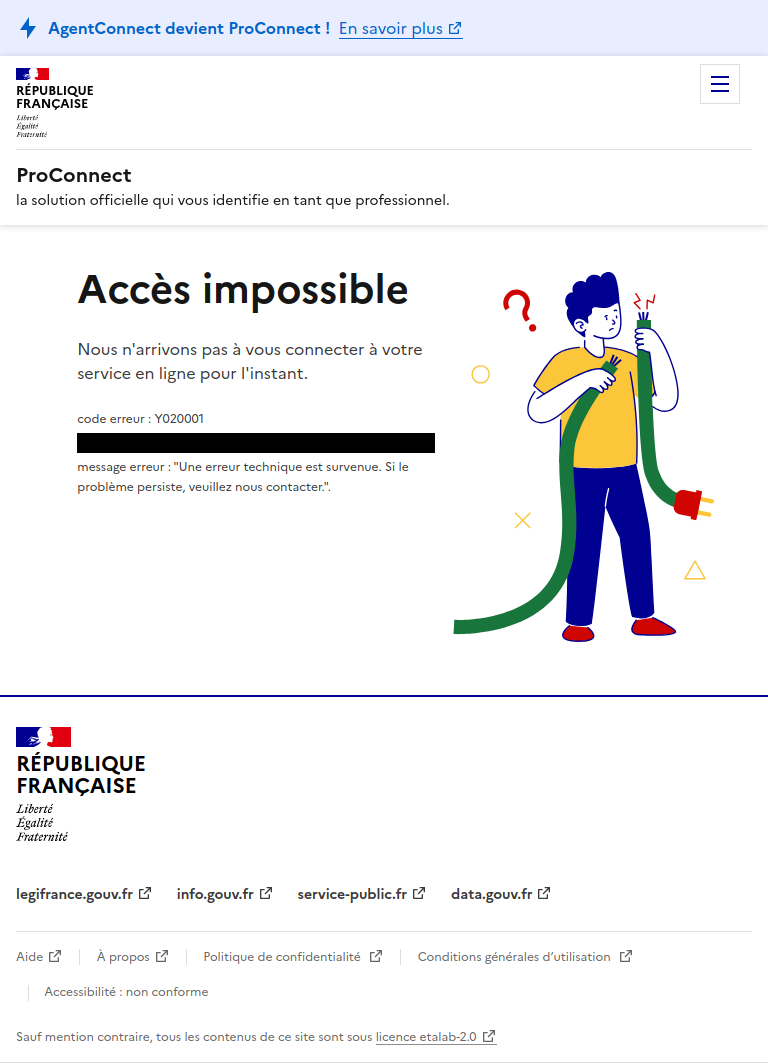 AgentConnect devient ProConnect ! En savoir plus
RÉPUBLIQUE
FRANÇAISE
Liberté
Égalité
Fraternité
ProConnect
la solution officielle qui vous identifie en tant que professionnel.
Accès impossible
Nous n'arrivons pas à vous connecter à votre
service en ligne pour l'instant.
code erreur : Y020001
message erreur : "Une erreur technique est survenue. Si le
problème persiste, veuillez nous contacter.".
RÉPUBLIQUE
FRANÇAISE
Liberté
Égalité
Fraternité
legifrance.gouv.fr info.gouv.fr service-public.fr data.gouv.fr
Aide À propos Politique de confidentialité Conditions générales d’utilisation
Accessibilité : non conforme
Sauf mention contraire, tous les contenus de ce site sont sous licence etalab-2.0